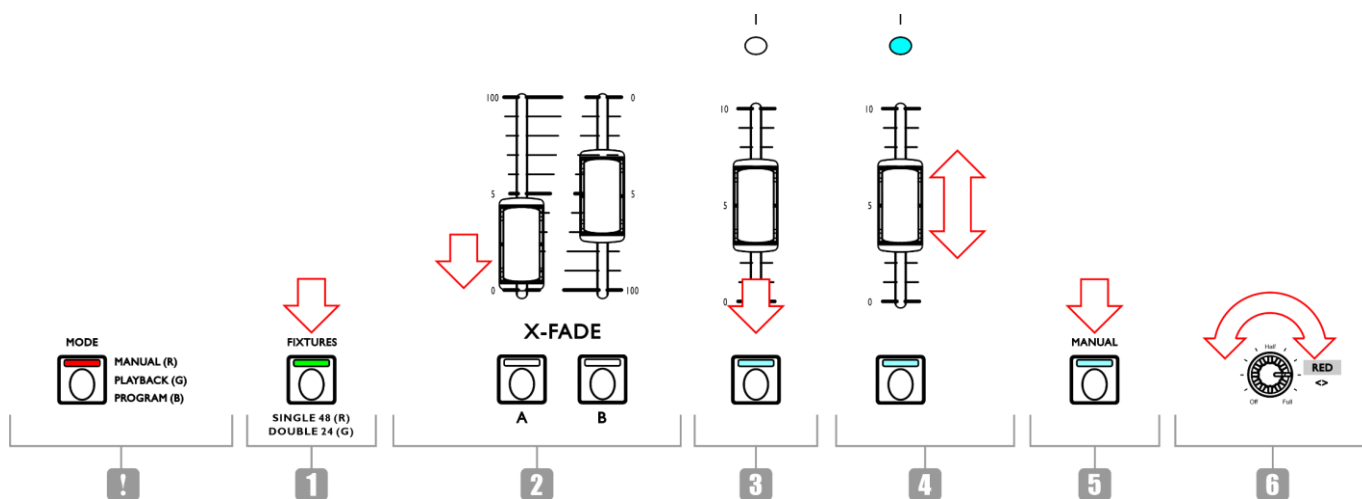 I
I
100
0
10
10
5
5
5
5
0
100
0
0
X-FADE
MODE
MANUAL (R)
PLAYBACK (G)
PROGRAM (B)
FIXTURES
SINGLE 48 (R)
DOUBLE 24 (G)
A
B
MANUAL
Half
Off
Full
RED
<>
!
1
2
3
4
5
6